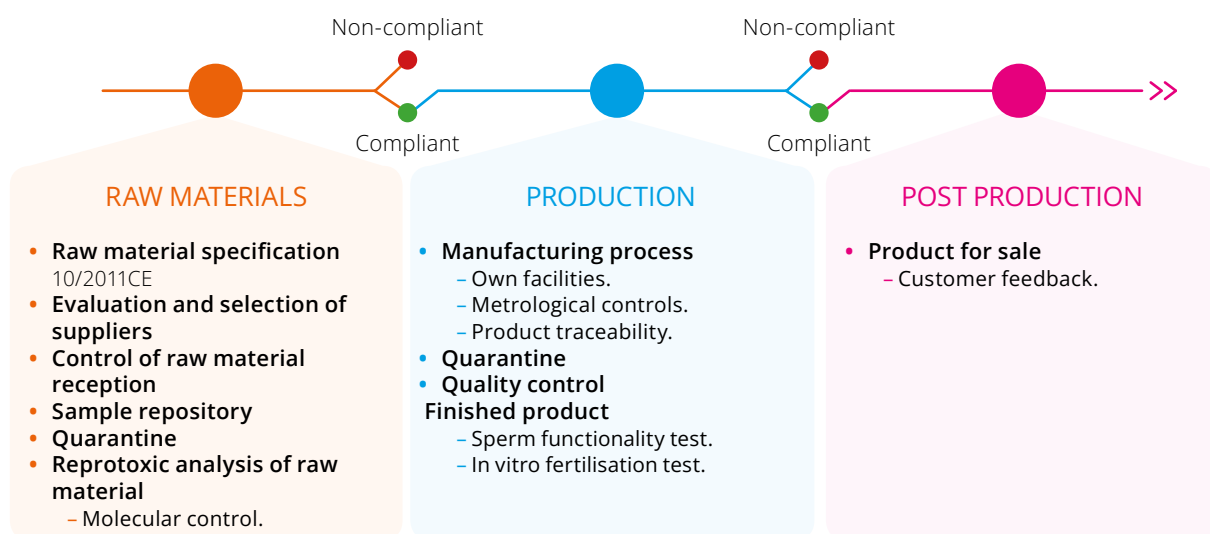 Non-compliant
Non-compliant
Compliant
Compliant
RAW MATERIALS
• Raw material specification
10/2011CE
• Evaluation and selection of
suppliers
• Control of raw material
reception
• Sample repository
• Quarantine
• Reprotoxic analysis of raw
material
– Molecular control.
PRODUCTION
• Manufacturing process
– Own facilities.
– Metrological controls.
– Product traceability.
• Quarantine
• Quality control
Finished product
– Sperm functionality test.
– In vitro fertilisation test.
POST PRODUCTION
• Product for sale
– Customer feedback.